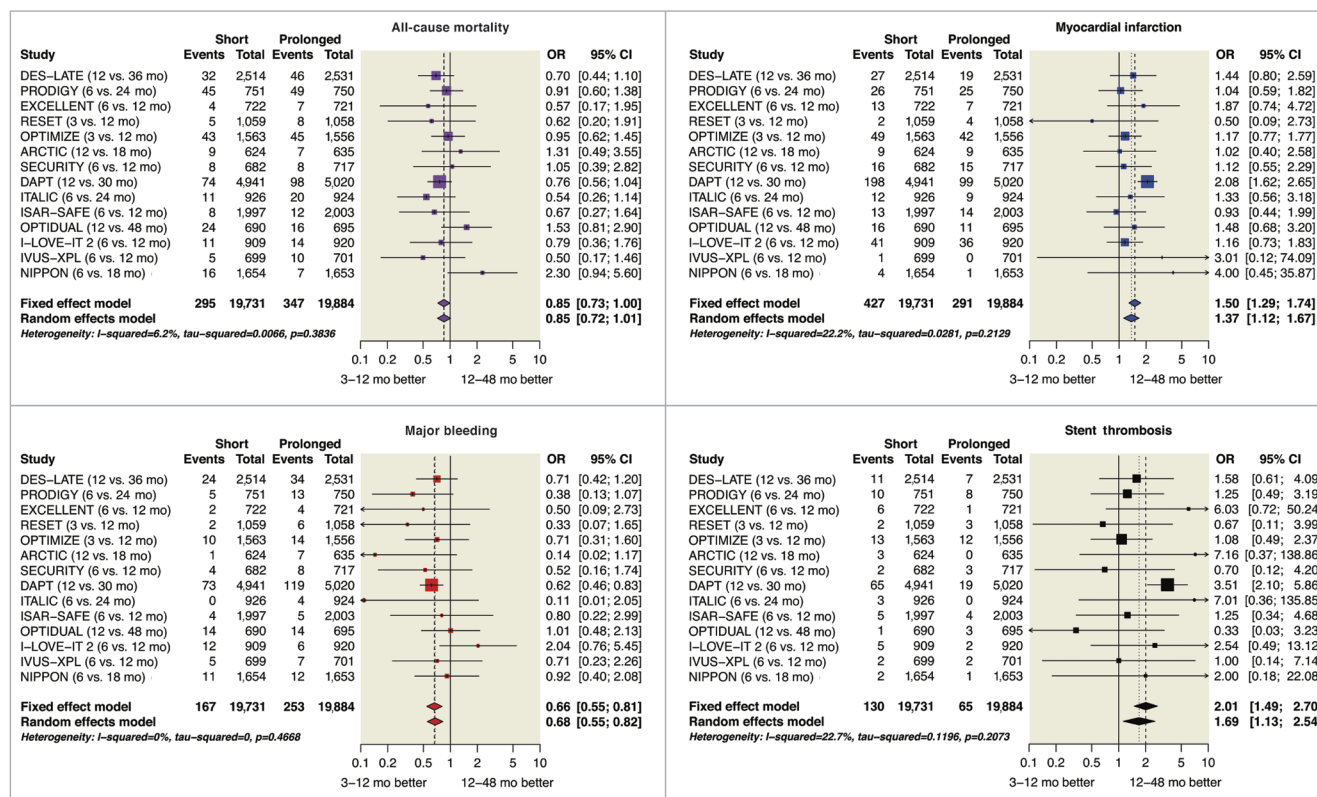 All-cause mortality
Short Prolonged
Study Events Total Events Total OR 95% CI
DES-LATE (12 vs. 36 mo) 32 2,514 46 2,531 0.70 [0.44; 1.10]
PRODIGY (6 vs. 24 mo) 45 751 49 750 0.91 [0.60; 1.38]
EXCELLENT (6 vs. 12 mo) 4 722 7 721 0.57 [0.17; 1.95]
RESET (3 vs. 12 mo) 5 1,059 8 1,058 0.62 [0.20; 1.91]
OPTIMIZE (3 vs. 12 mo) 43 1,563 45 1,556 0.95 [0.62; 1.45]
ARCTIC (12 vs. 18 mo) 9 624 7 635 1.31 [0.49; 3.55]
SECURITY (6 vs. 12 mo) 8 682 8 717 1.05 [0.39; 2.82]
DAPT (12 vs. 30 mo) 74 4,941 98 5,020 0.76 [0.56; 1.04]
ITALIC (6 vs. 24 mo) 11 926 20 924 0.54 [0.26; 1.14]
ISAR-SAFE (6 vs. 12 mo) 8 1,997 12 2,003 0.67 [0.27; 1.64]
OPTIDUAL (12 vs. 48 mo) 24 690 16 695 1.53 [0.81; 2.90]
I-LOVE-IT 2 (6 vs. 12 mo) 11 909 14 920 0.79 [0.36; 1.76]
IVUS-XPL (6 vs. 12 mo) 5 699 10 701 0.50 [0.17; 1.46]
NIPPON (6 vs. 18 mo) 16 1,654 7 1,653 2.30 [0.94; 5.60]
Fixed effect model 295 19,731 347 19,884 0.85 [0.73; 1.00]
Random effects model 0.85 [0.72; 1.01]
Heterogeneity: I-squared=6.2%, tau-squared=0.0066, p=0.3836
0.1 0.2 0.5 1 2 5 10
3-12 mo better 12-48 mo better
Myocardial infarction
Short Prolonged
Study Events Total Events Total OR 95% CI
DES-LATE (12 vs. 36 mo) 27 2,514 19 2,531 1.44 [0.80; 2.59]
PRODIGY (6 vs. 24 mo) 26 751 25 750 1.04 [0.59; 1.82]
EXCELLENT (6 vs. 12 mo) 13 722 7 721 1.87 [0.74; 4.72]
RESET (3 vs. 12 mo) 2 1,059 4 1,058 0.50 [0.09; 2.73]
OPTIMIZE (3 vs. 12 mo) 49 1,563 42 1,556 1.17 [0.77; 1.77]
ARCTIC (12 vs. 18 mo) 9 624 9 635 1.02 [0.40; 2.58]
SECURITY (6 vs. 12 mo) 16 682 15 717 1.12 [0.55; 2.29]
DAPT (12 vs. 30 mo) 198 4,941 99 5,020 2.08 [1.62; 2.65]
ITALIC (6 vs. 24 mo) 12 926 9 924 1.33 [0.56; 3.18]
ISAR-SAFE (6 vs. 12 mo) 13 1,997 14 2,003 0.93 [0.44; 1.99]
OPTIDUAL (12 vs. 48 mo) 16 690 11 695 1.48 [0.68; 3.20]
I-LOVE-IT 2 (6 vs. 12 mo) 41 909 36 920 1.16 [0.73; 1.83]
IVUS-XPL (6 vs. 12 mo) 1 699 0 701 3.01 [0.12; 74.09]
NIPPON (6 vs. 18 mo) 4 1,654 1 1,653 4.00 [0.45; 35.87]
Fixed effect model 427 19,731 291 19,884 1.50 [1.29; 1.74]
Random effects model 1.37 [1.12; 1.67]
Heterogeneity: I-squared=22.2%, tau-squared=0.0281, p=0.2129
0.1 0.2 0.5 1 2 5 10
3-12 mo better 12-48 mo better
Major bleeding
Short Prolonged
Study Events Total Events Total OR 95% CI
DES-LATE (12 vs. 36 mo) 24 2,514 34 2,531 0.71 [0.42; 1.20]
PRODIGY (6 vs. 24 mo) 5 751 13 750 0.38 [0.13; 1.07]
EXCELLENT (6 vs. 12 mo) 2 722 4 721 0.50 [0.09; 2.73]
RESET (3 vs. 12 mo) 2 1,059 6 1,058 0.33 [0.07; 1.65]
OPTIMIZE (3 vs. 12 mo) 10 1,563 14 1,556 0.71 [0.31; 1.60]
ARCTIC (12 vs. 18 mo) 1 624 7 635 0.14 [0.02; 1.17]
SECURITY (6 vs. 12 mo) 4 682 8 717 0.52 [0.16; 1.74]
DAPT (12 vs. 30 mo) 73 4,941 119 5,020 0.62 [0.46; 0.83]
ITALIC (6 vs. 24 mo) 0 926 4 924 0.11 [0.01; 2.05]
ISAR-SAFE (6 vs. 12 mo) 4 1,997 5 2,003 0.80 [0.22; 2.99]
OPTIDUAL (12 vs. 48 mo) 14 690 14 695 1.01 [0.48; 2.13]
I-LOVE-IT 2 (6 vs. 12 mo) 12 909 6 920 2.04 [0.76; 5.45]
IVUS-XPL (6 vs. 12 mo) 5 699 7 701 0.71 [0.23; 2.26]
NIPPON (6 vs. 18 mo) 11 1,654 12 1,653 0.92 [0.40; 2.08]
Fixed effect model 167 19,731 253 19,884 0.66 [0.55; 0.81]
Random effects model 0.68 [0.55; 0.82]
Heterogeneity: I-squared=0%, tau-squared=0, p=0.4668
0.1 0.2 0.5 1 2 5 10
3-12 mo better 12-48 mo better
Stent thrombosis
Short Prolonged
Study Events Total Events Total OR 95% CI
DES-LATE (12 vs. 36 mo) 11 2,514 7 2,531 1.58 [0.61; 4.09
PRODIGY (6 vs. 24 mo) 10 751 8 750 1.25 [0.49; 3.19
EXCELLENT (6 vs. 12 mo) 6 722 1 721 6.03 [0.72; 50.24
RESET (3 vs. 12 mo) 2 1,059 3 1,058 0.67 [0.11; 3.99
OPTIMIZE (3 vs. 12 mo) 13 1,563 12 1,556 1.08 [0.49; 2.37
ARCTIC (12 vs. 18 mo) 3 624 0 635 7.16 [0.37; 138.86
SECURITY (6 vs. 12 mo) 2 682 3 717 0.70 [0.12; 4.20
DAPT (12 vs. 30 mo) 65 4,941 19 5,020 3.51 [2.10; 5.86
ITALIC (6 vs. 24 mo) 3 926 0 924 7.01 [0.36; 135.85
ISAR-SAFE (6 vs. 12 mo) 5 1,997 4 2,003 1.25 [0.34; 4.68
OPTIDUAL (12 vs. 48 mo) 1 690 3 695 0.33 [0.03; 3.23
I-LOVE-IT 2 (6 vs. 12 mo) 5 909 2 920 2.54 [0.49; 13.12
IVUS-XPL (6 vs. 12 mo) 2 699 2 701 1.00 [0.14; 7.14
NIPPON (6 vs. 18 mo) 2 1,654 1 1,653 2.00 [0.18; 22.08
Fixed effect model 130 19,731 65 19,884 2.01 [1.49; 2.70
Random effects model 1.69 [1.13; 2.54
Heterogeneity: I-squared=22.7%, tau-squared=0.1196, p=0.2073
0.1 0.2 0.5 1 2 5 10
3-12 mo better 12-48 mo better